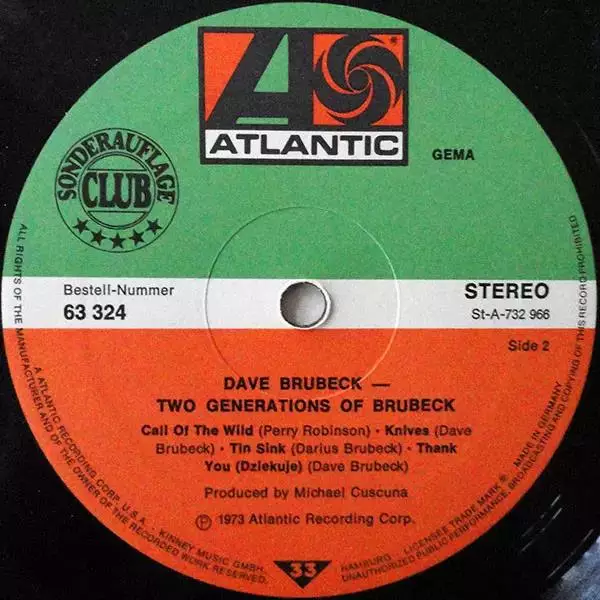 ATLANTIC
GEMA
SONDERAUFLAGE
CLUB
Bestell-Nummer
63 324
STEREO
St-A-732 966
Side 2
DAVE BRUBECK —
TWO GENERATIONS OF BRUBECK
Call Of The Wild (Perry Robinson) · Knives (Dave
Brubeck) · Tin Sink (Darius Brubeck) · Thank
You (Dziekuje) (Dave Brubeck)
Produced by Michael Cuscuna
Ⓟ 1973 Atlantic Recording Corp.
33
ALL RIGHTS OF THE MANUFACTURER AND OF THE OWNER OF THE RECORDED WORK RESERVED.
A. ATLANTIC RECORDING CORP. U.S.A. · KINNEY MUSIC GMBH.
HAMBURG · LICENSEE TRADE MARK ® MADE IN GERMANY
UNAUTHORIZED PUBLIC PERFORMANCE, BROADCASTING AND COPYING OF THIS RECORD PROHIBITED